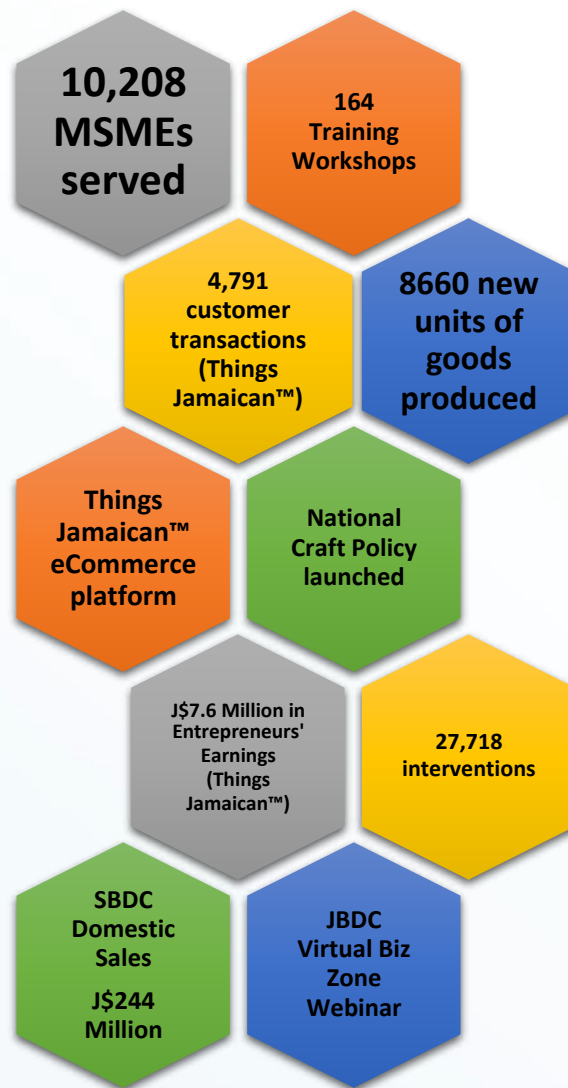 10,208
MSMEs
served
164
Training
Workshops
4,791
customer
transactions
(Things
Jamaican™)
8660 new
units of
goods
produced
Things
Jamaican™
eCommerce
platform
National
Craft Policy
launched
J$7.6 Million in
Entrepreneurs'
Earnings
(Things
Jamaican™)
27,718
interventions
SBDC
Domestic
Sales
J$244
Million
JBDC
Virtual Biz
Zone
Webinar